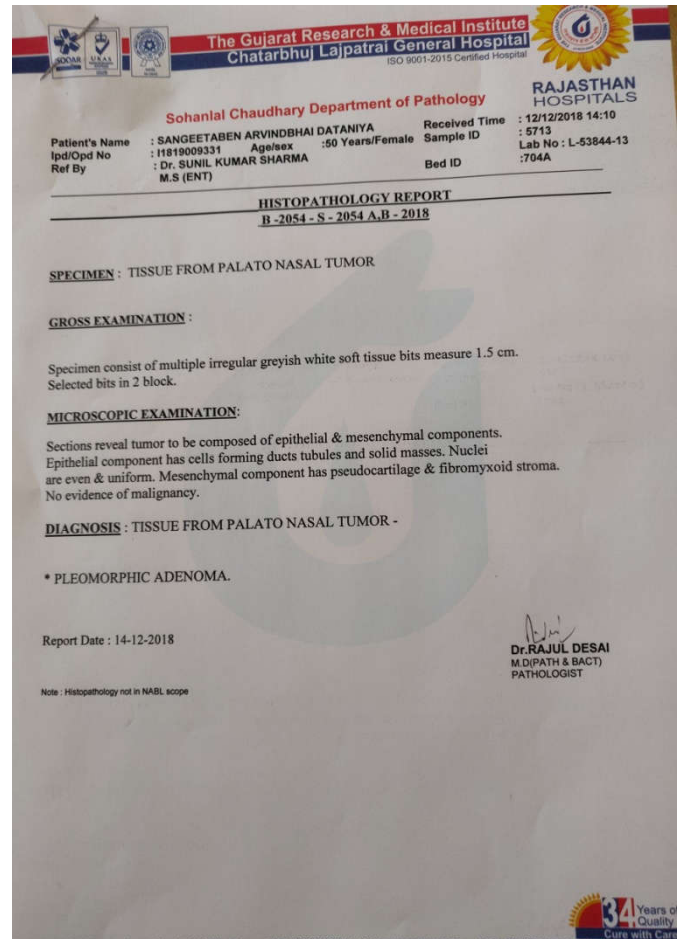 The Gujarat Research & Medical Institute
Chatarbhuj Lajpatrai General Hospital
ISO 9001-2015 Certified Hospital
SOCAR
UKAS
RAJASTHAN
HOSPITALS
Sohanlal Chaudhary Department of Pathology
Patient's Name : SANGEETABEN ARVINDBHAI DATANIYA Received Time : 12/12/2018 14:10
Ipd/Opd No : I1819009331 Age/sex :50 Years/Female Sample ID : 5713
Ref By : Dr. SUNIL KUMAR SHARMA Lab No : L-53844-13
M.S (ENT) Bed ID :704A
HISTOPATHOLOGY REPORT
B -2054 - S - 2054 A,B - 2018
SPECIMEN : TISSUE FROM PALATO NASAL TUMOR
GROSS EXAMINATION :
Specimen consist of multiple irregular greyish white soft tissue bits measure 1.5 cm.
Selected bits in 2 block.
MICROSCOPIC EXAMINATION:
Sections reveal tumor to be composed of epithelial & mesenchymal components.
Epithelial component has cells forming ducts tubules and solid masses. Nuclei
are even & uniform. Mesenchymal component has pseudocartilage & fibromyxoid stroma.
No evidence of malignancy.
DIAGNOSIS : TISSUE FROM PALATO NASAL TUMOR -
* PLEOMORPHIC ADENOMA.
Report Date : 14-12-2018
Dr.RAJUL DESAI
M.D(PATH & BACT)
PATHOLOGIST
Note : Histopathology not in NABL scope
34 Years of
Quality
Cure with Care